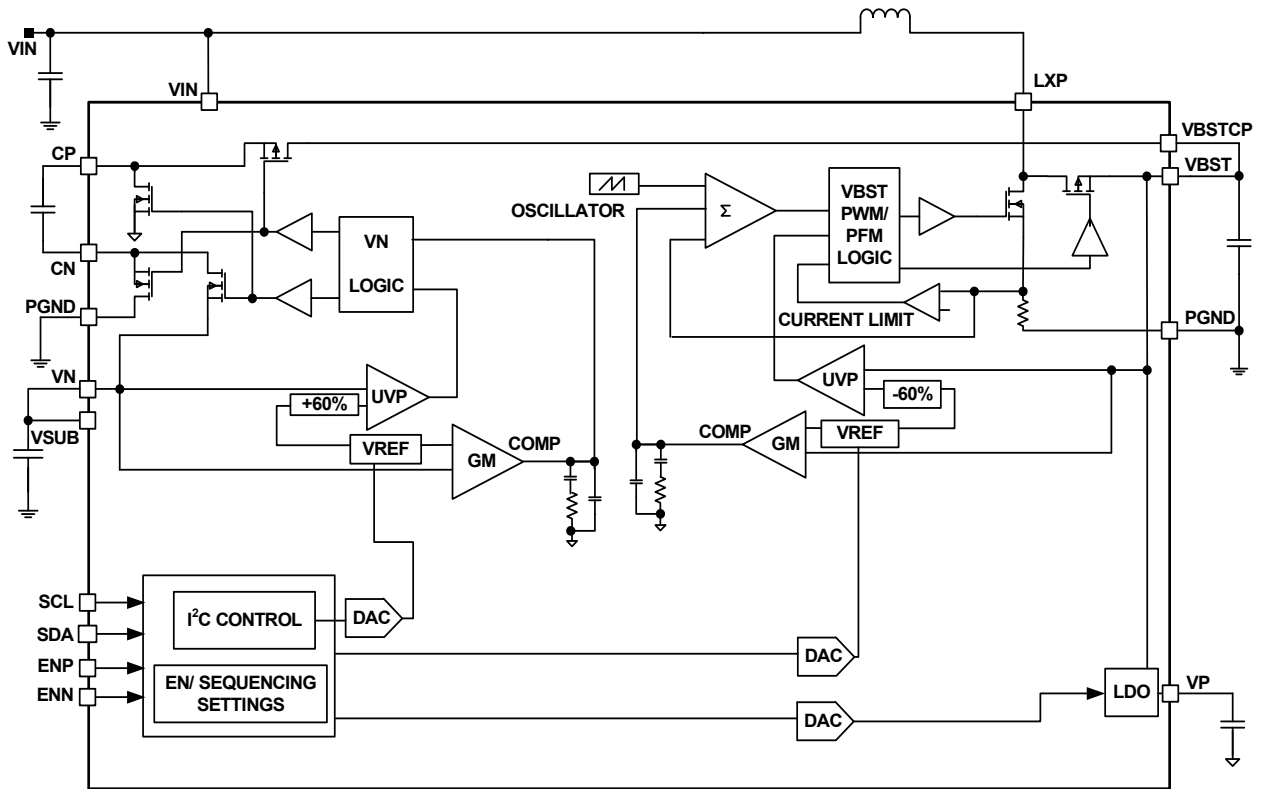 VIN
VIN
LXP
CP
VBSTCP
VBST
OSCILLATOR
Σ
VBST
PWM/
PFM
LOGIC
VN
LOGIC
CN
PGND
CURRENT LIMIT
PGND
VN
UVP
+60%
UVP
-60%
VSUB
VREF
GM
COMP
COMP
GM
VREF
SCL
SDA
ENP
ENN
I²C CONTROL
DAC
EN/ SEQUENCING
SETTINGS
DAC
DAC
LDO
VP